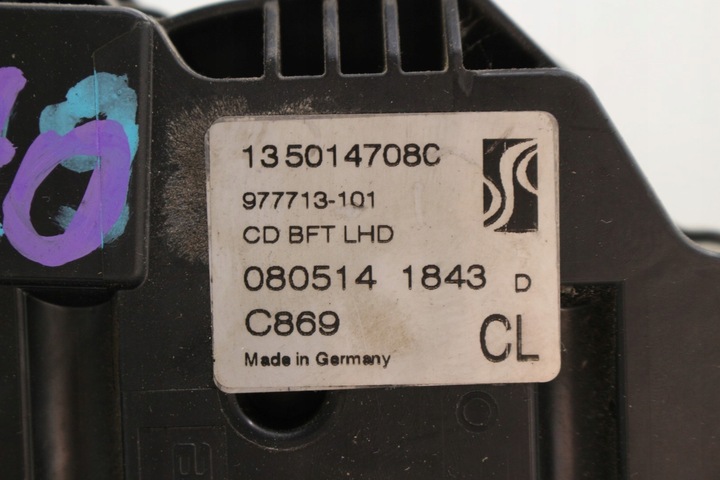 135014708C
977713-101
CD BFT LHD
080514 1843 D
C869
CL
Made in Germany